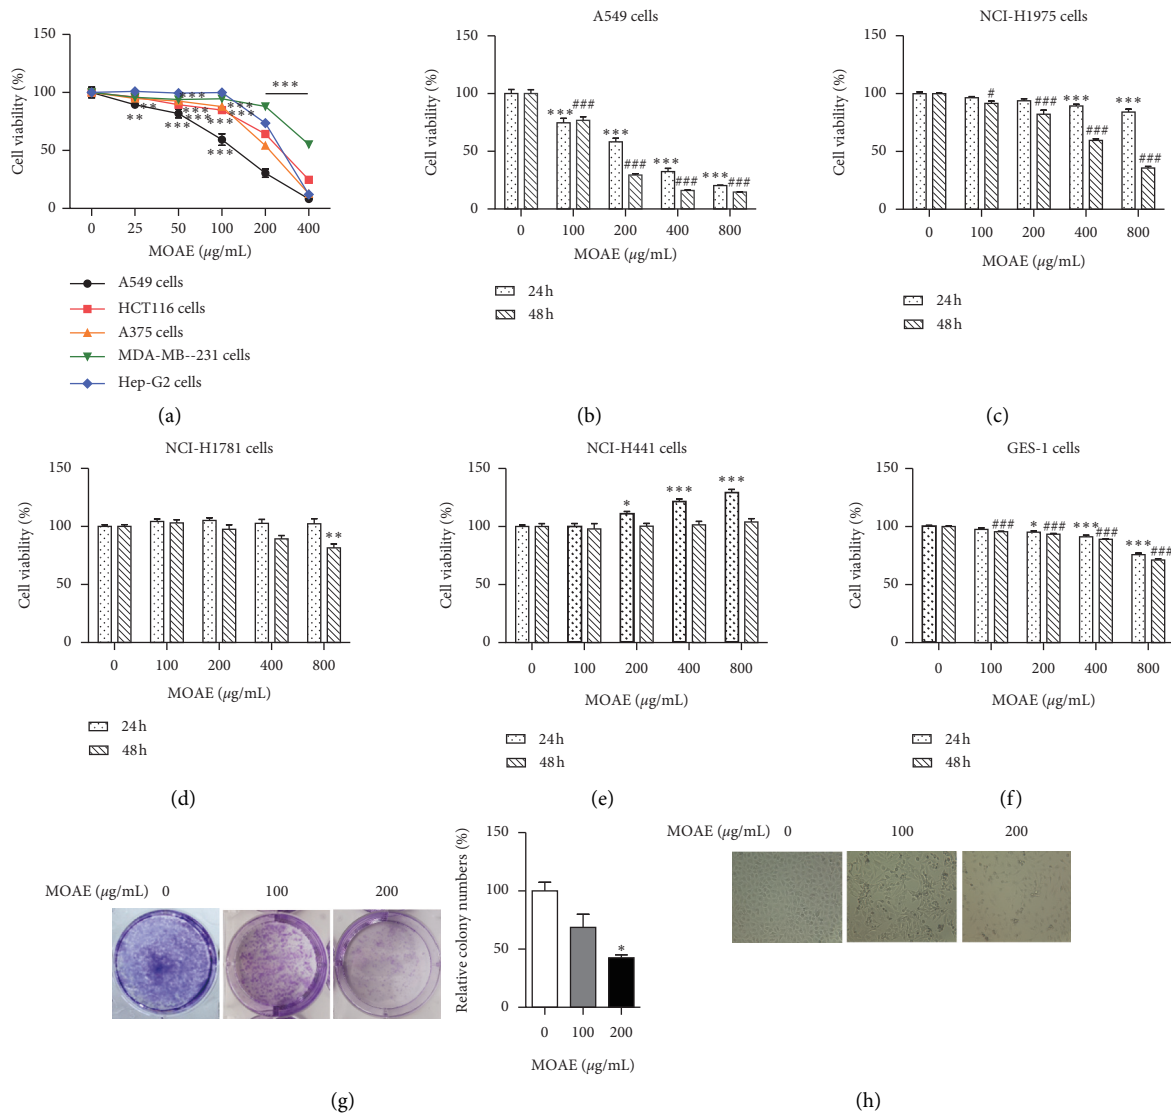 150
100
50
0
Cell viability (%)
**
**
***
***
***
***
***
***
***
***
***
***
0 25 50 100 200 400
MOAE (µg/mL)
A549 cells
HCT116 cells
A375 cells
MDA-MB--231 cells
Hep-G2 cells
(a)
A549 cells
150
100
50
0
Cell viability (%)
*** ###
*** ###
*** ###
*** ###
0 100 200 400 800
MOAE (µg/mL)
24h
48h
(b)
NCI-H1975 cells
150
100
50
0
Cell viability (%)
#
###
*** ###
*** ###
0 100 200 400 800
MOAE (µg/mL)
24h
48h
(c)
NCI-H1781 cells
150
100
50
0
Cell viability (%)
**
0 100 200 400 800
MOAE (µg/mL)
24h
48h
(d)
NCI-H441 cells
150
100
50
0
Cell viability (%)
* *** ***
0 100 200 400 800
MOAE (µg/mL)
24h
48h
(e)
GES-1 cells
150
100
50
0
Cell viability (%)
###
* ###
*** ###
*** ###
0 100 200 400 800
MOAE (µg/mL)
24h
48h
(f)
MOAE (µg/mL) 0 100 200
150
100
50
0
Relative colony numbers (%)
*
0 100 200
MOAE (µg/mL)
(g)
MOAE (µg/mL) 0 100 200
(h)